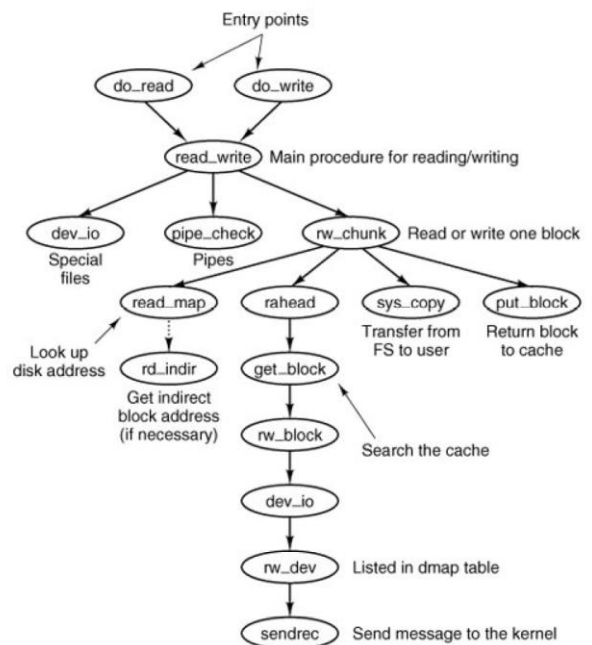 Entry points
do_read
do_write
read_write
Main procedure for reading/writing
dev_io
Special
files
pipe_check
Pipes
rw_chunk
Read or write one block
read_map
rahead
sys_copy
put_block
Look up
disk address
Transfer from
FS to user
Return block
to cache
rd_indir
Get indirect
block address
(if necessary)
get_block
rw_block
Search the cache
dev_io
rw_dev
Listed in dmap table
sendrec
Send message to the kernel